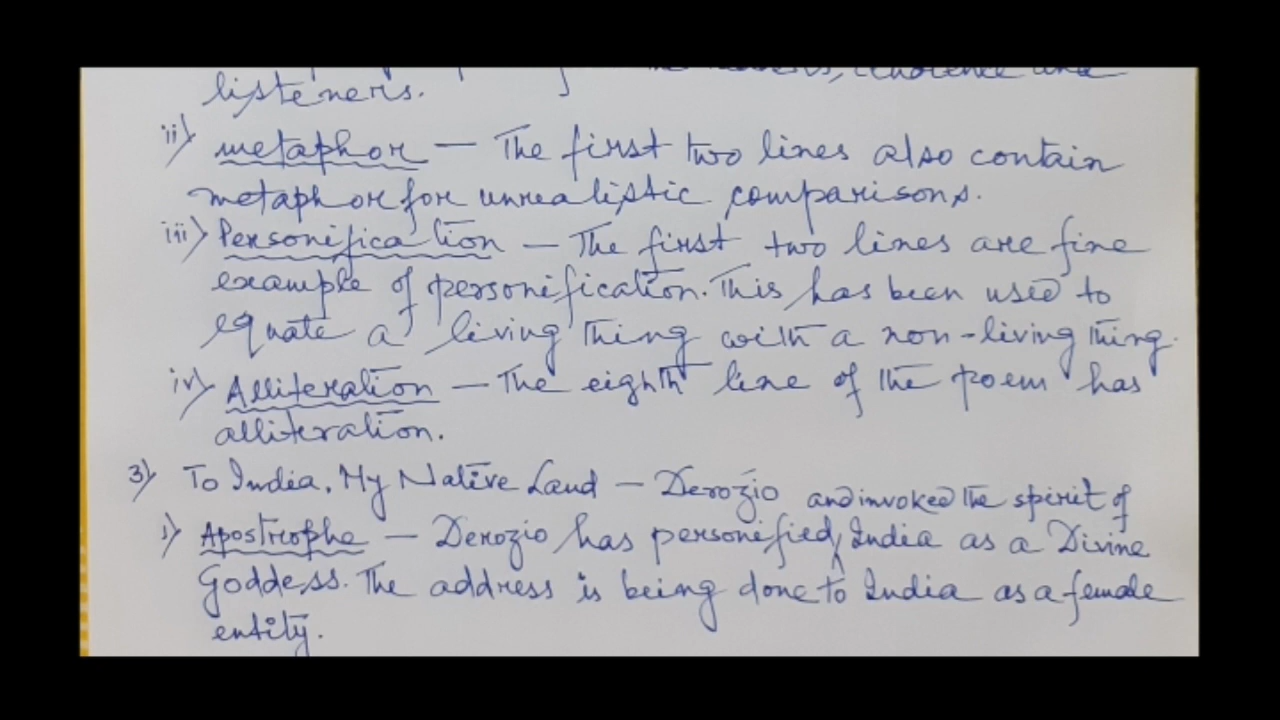 listeners.
ii) metaphor — The first two lines also contain
metaphor for unrealistic comparisons.
iii) Personification — The first two lines are fine
example of personification. This has been used to
equate a living thing with a non-living thing.
iv) Alliteration — The eighth line of the poem has
alliteration.
3) To India, My Native Land — Derozio
and invoked the spirit of
i) Apostrophe — Derozio has personified India as a Divine
Goddess. The address is being done to India as a female
entity.